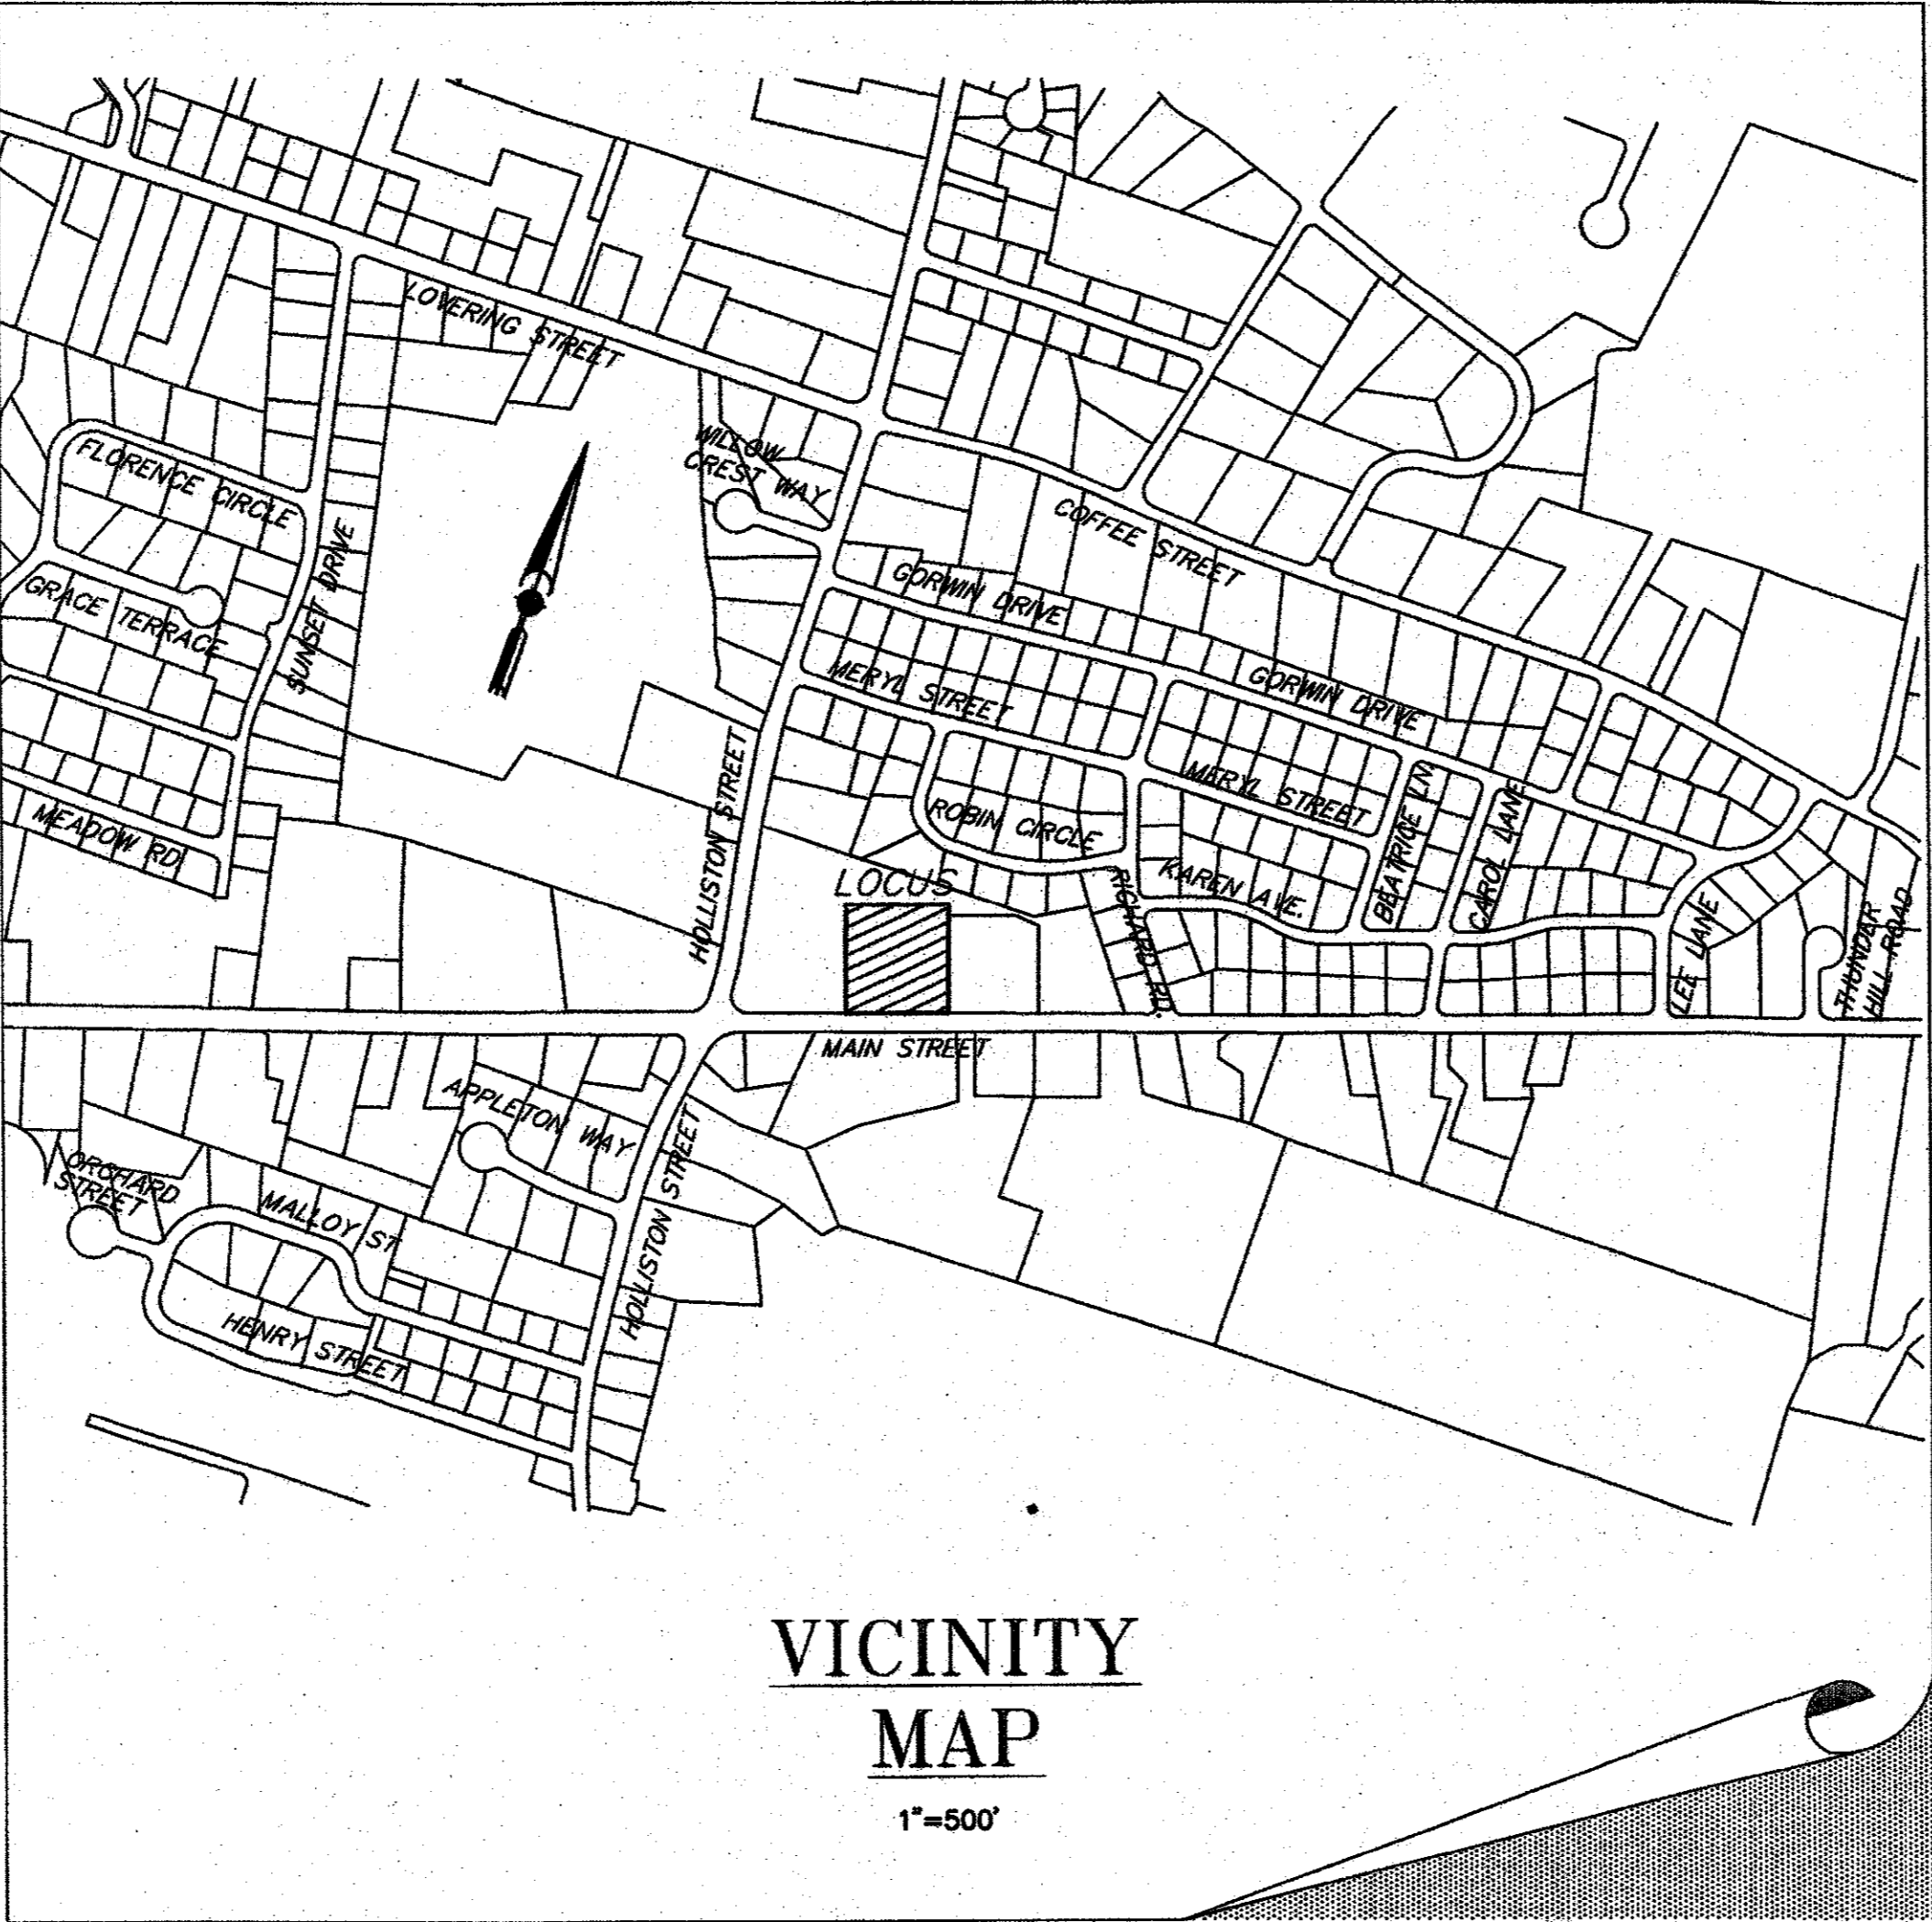 LOVERING STREET
WILLOW
CREST WAY
FLORENCE CIRCLE
COFFEE STREET
SUNSET DRIVE
GRACE TERRACE
GORWIN DRIVE
MERYL STREET
GORWIN DRIVE
HOLLISTON STREET
MERYL STREET
BEATRICE LN.
CAROL LANE
MEADOW RD
ROBIN CIRCLE
LOCUS
KAREN AVE.
RICHARD RD.
LEE LANE
THUNDER
HILL ROAD
MAIN STREET
APPLETON WAY
HOLLISTON STREET
ORCHARD
STREET
MALLOY ST
HENRY STREET
VICINITY
MAP
1"=500'